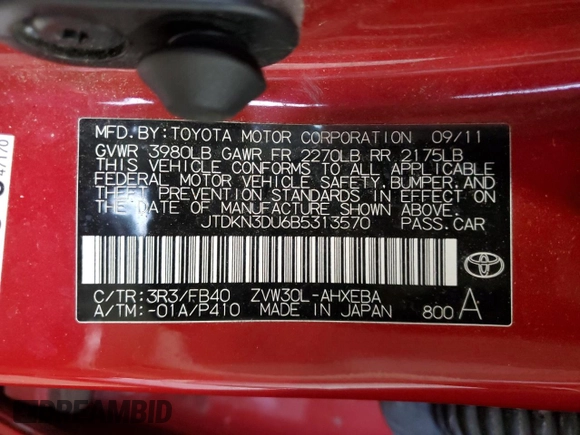 MFD. BY: TOYOTA MOTOR CORPORATION 09/11
GVWR 3980LB GAWR FR 2270LB RR 2175LB
THIS VEHICLE CONFORMS TO ALL APPLICABLE
FEDERAL MOTOR VEHICLE SAFETY, BUMPER, AND
THEFT PREVENTION STANDARDS IN EFFECT ON
THE DATE OF MANUFACTURE SHOWN ABOVE.
JTDKN3DU6B5313570 PASS. CAR
C/TR: 3R3/FB40 ZVW30L-AHXEBA
A/TM: -01A/P410 MADE IN JAPAN 800 A